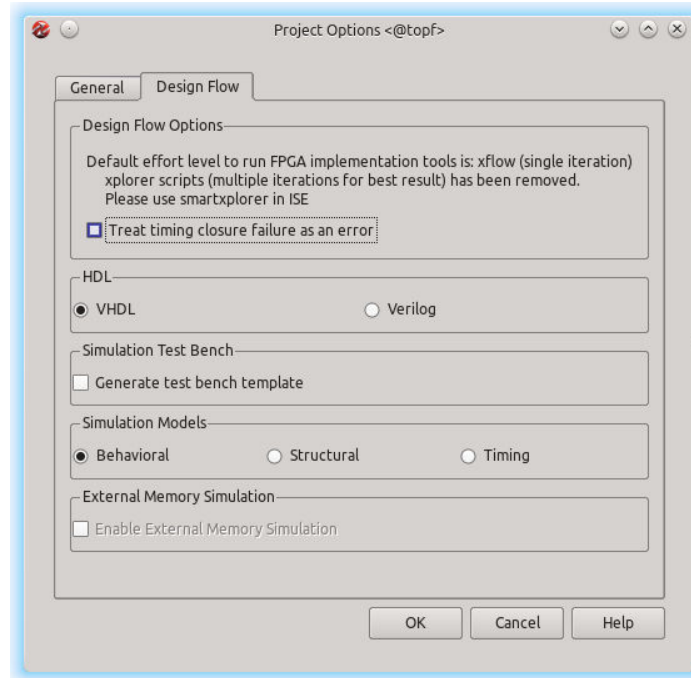 Project Options <@topf>
General
Design Flow
Design Flow Options
Default effort level to run FPGA implementation tools is: xflow (single iteration)
xplorer scripts (multiple iterations for best result) has been removed.
Please use smartxplorer in ISE
Treat timing closure failure as an error
HDL
VHDL
Verilog
Simulation Test Bench
Generate test bench template
Simulation Models
Behavioral
Structural
Timing
External Memory Simulation
Enable External Memory Simulation
OK
Cancel
Help